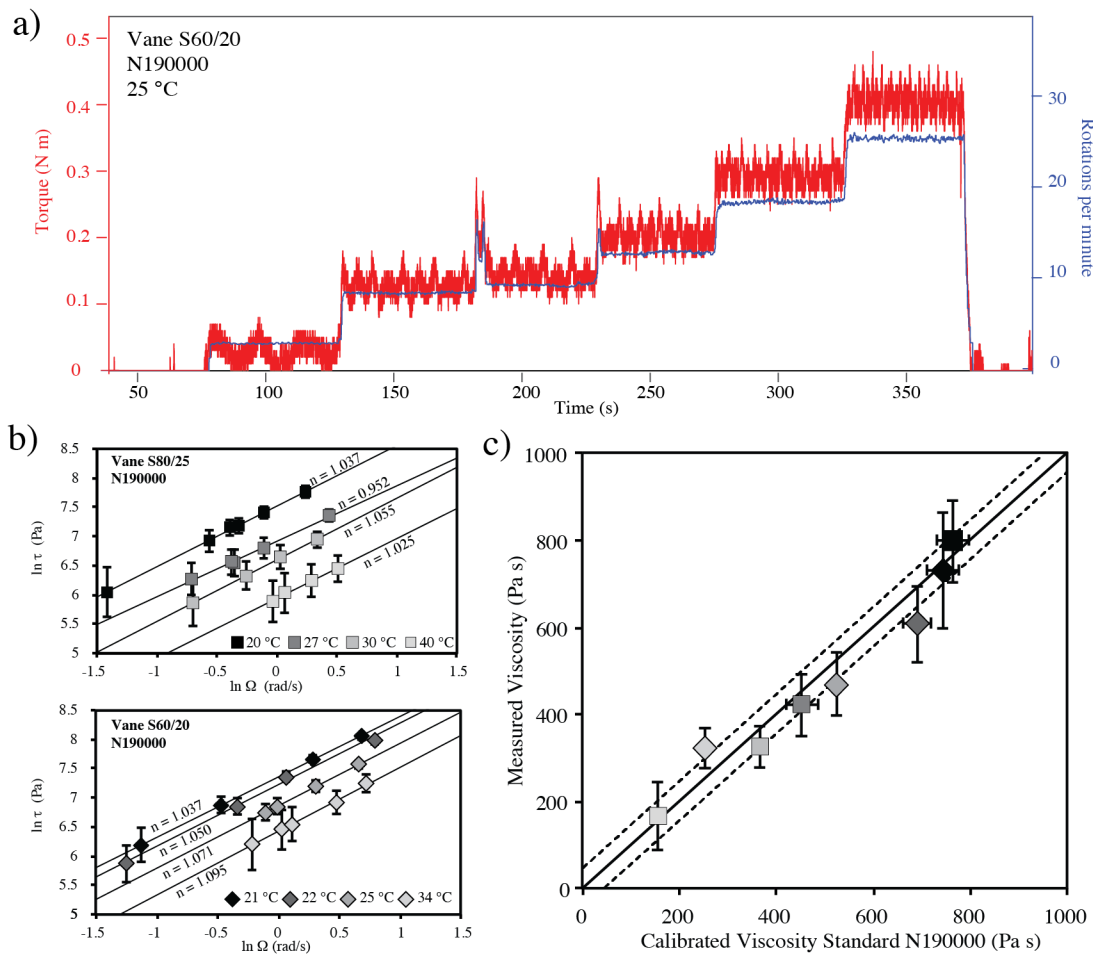 a)
Vane S60/20
N190000
25 °C
Torque (N m)
0.5
0.4
0.3
0.2
0.1
0
Rotations per minute
30
20
10
0
50 100 150 200 250 300 350
Time (s)
b)
Vane S80/25
N190000
ln τ (Pa)
8.5
8
7.5
7
6.5
6
5.5
5
n = 1.037
n = 0.952
n = 1.055
n = 1.025
20 °C 27 °C 30 °C 40 °C
-1.5 -1 -0.5 0 0.5 1 1.5
ln Ω (rad/s)
Vane S60/20
N190000
ln τ (Pa)
8.5
8
7.5
7
6.5
6
5.5
5
n = 1.037
n = 1.050
n = 1.071
n = 1.095
21 °C 22 °C 25 °C 34 °C
-1.5 -1 -0.5 0 0.5 1 1.5
ln Ω (rad/s)
c)
Measured Viscosity (Pa s)
1000
800
600
400
200
0
0 200 400 600 800 1000
Calibrated Viscosity Standard N190000 (Pa s)